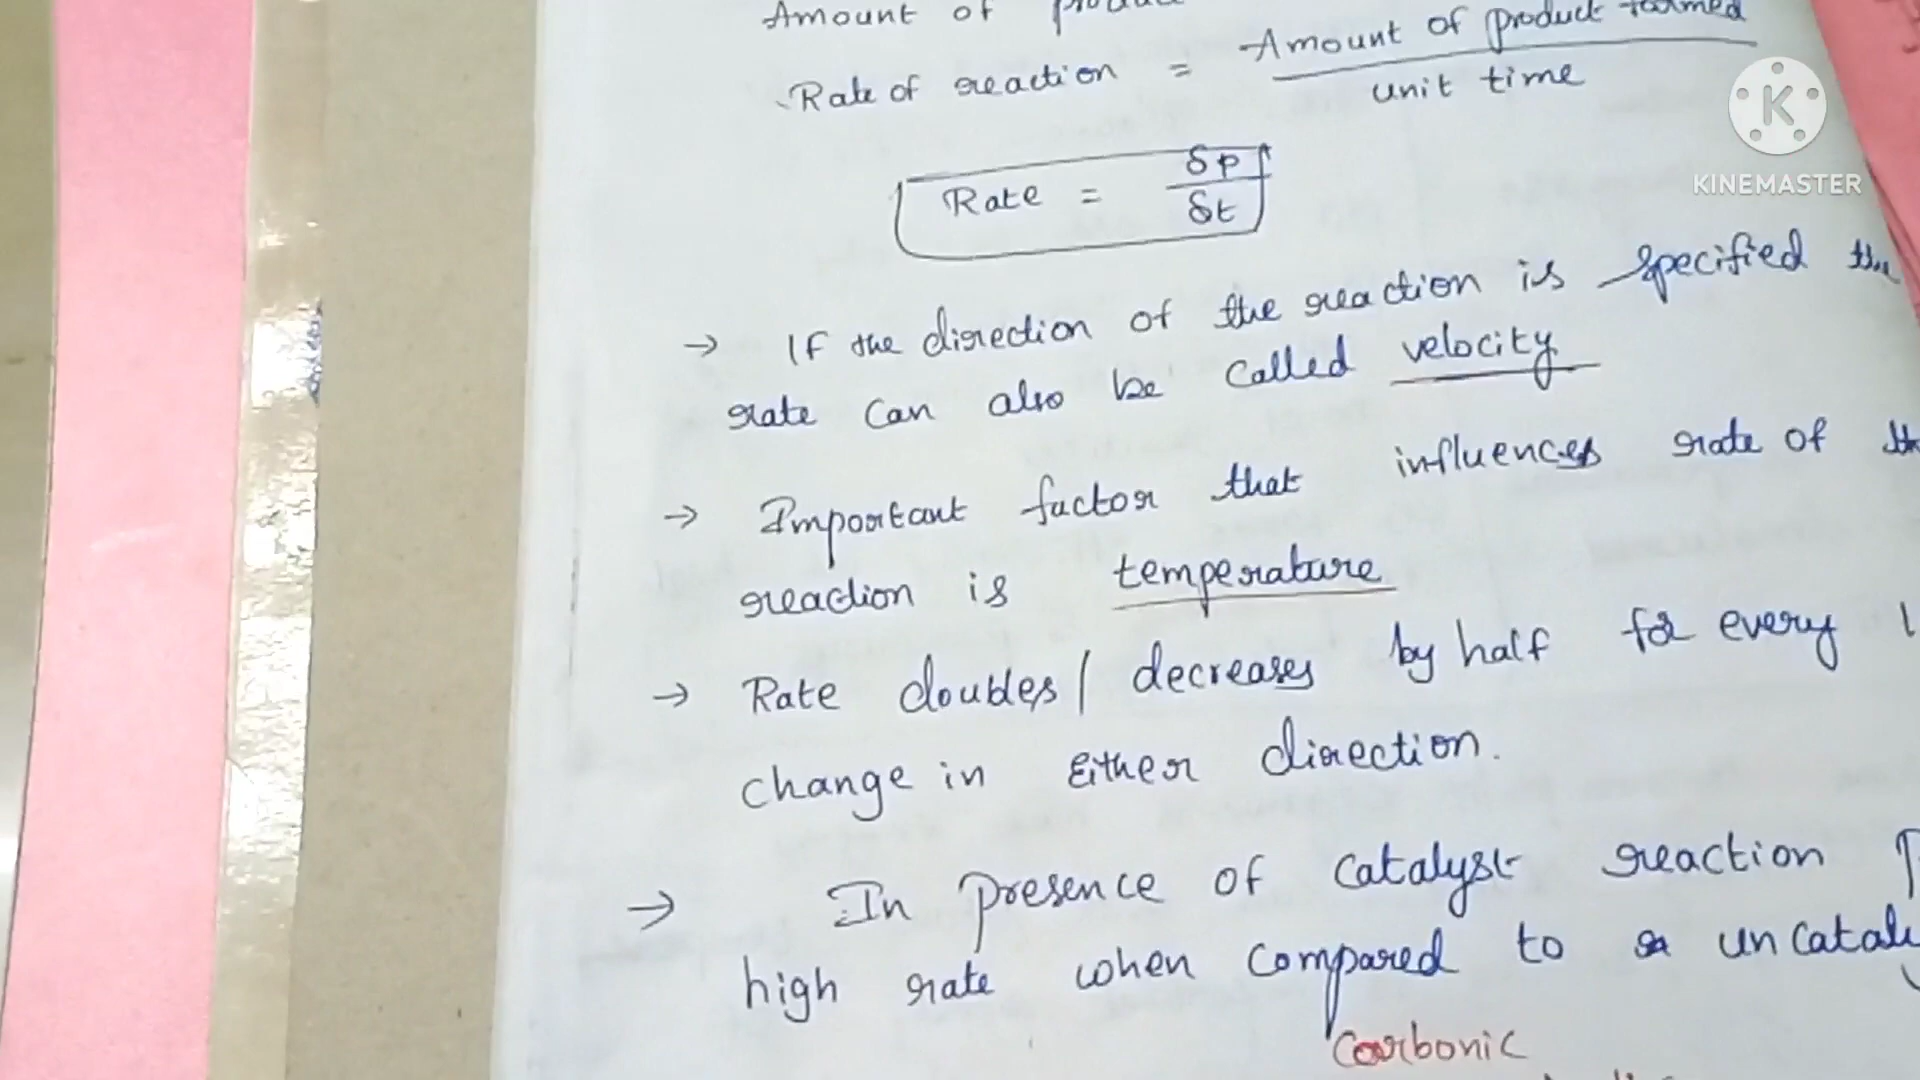 Amount of
Rate of reaction = Amount of product formed
unit time
Rate = δp
δt
→ If the direction of the reaction is specified the
rate can also be called velocity
→ Important factor that influences rate of
reaction is temperature
→ Rate doubles/ decreases by half for every
change in Either direction.
→ In presence of catalyst reaction
high rate when compared to a
Carbonic
K
KINEMASTER